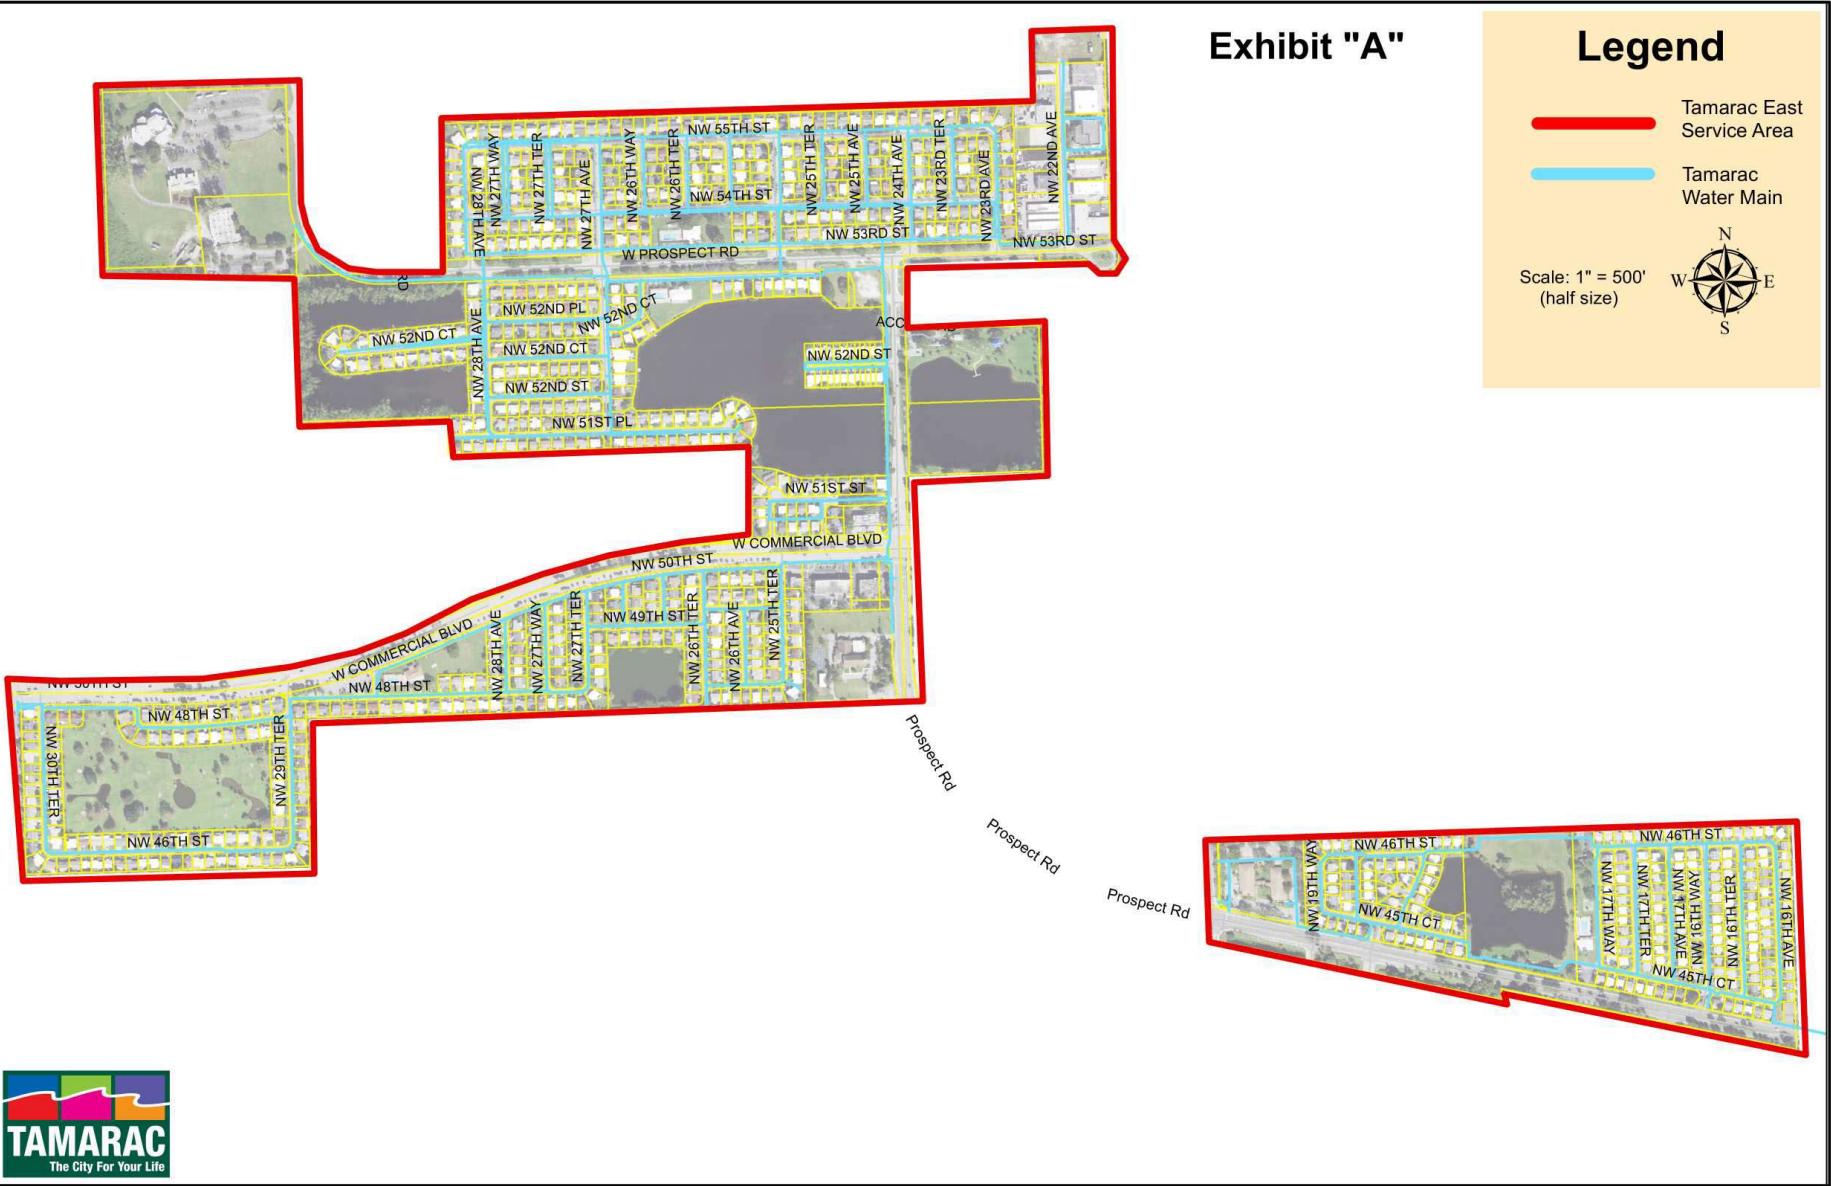 Exhibit "A"
Legend
Tamarac East
Service Area
Tamarac
Water Main
Scale: 1" = 500'
(half size)
N
W
E
S
NW 55TH ST
NW 27TH WAY
NW 27TH TER
NW 27TH AVE
NW 26TH WAY
NW 26TH TER
NW 25TH TER
NW 25TH AVE
NW 24TH AVE
NW 23RD TER
NW 23RD AVE
NW 22ND AVE
NW 28TH AVE
NW 54TH ST
NW 53RD ST
NW 53RD ST
W PROSPECT RD
RD
NW 52ND PL
NW 52ND CT
NW 52ND CT
NW 28TH AVE
NW 52ND CT
NW 52ND ST
NW 52ND ST
NW 51ST PL
NW 51ST ST
W COMMERCIAL BLVD
NW 50TH ST
NW 49TH ST
NW 28TH AVE
NW 27TH WAY
NW 27TH TER
NW 26TH TER
NW 26TH AVE
NW 25TH TER
W COMMERCIAL BLVD
NW 48TH ST
NW 50TH ST
NW 48TH ST
NW 30TH TER
NW 29TH TER
NW 46TH ST
Prospect Rd
Prospect Rd
Prospect Rd
NW 46TH ST
NW 19TH WAY
NW 45TH CT
NW 46TH ST
NW 17TH WAY
NW 17TH TER
NW 17TH AVE
NW 16TH WAY
NW 16TH TER
NW 16TH AVE
NW 45TH CT
TAMARAC
The City For Your Life